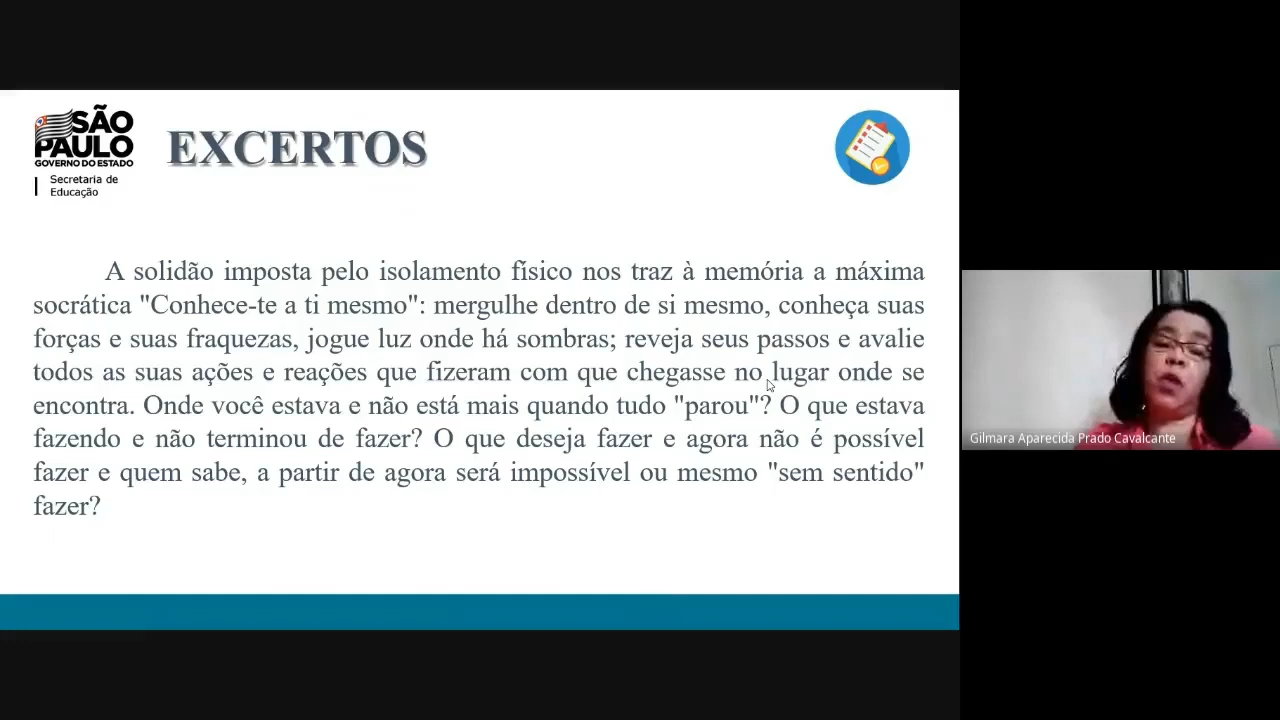 SÃO
PAULO
GOVERNO DO ESTADO
Secretaria de
Educação
EXCERTOS
A solidão imposta pelo isolamento físico nos traz à memória a máxima
socrática "Conhece-te a ti mesmo": mergulhe dentro de si mesmo, conheça suas
forças e suas fraquezas, jogue luz onde há sombras; reveja seus passos e avalie
todos as suas ações e reações que fizeram com que chegasse no lugar onde se
encontra. Onde você estava e não está mais quando tudo "parou"? O que estava
fazendo e não terminou de fazer? O que deseja fazer e agora não é possível
fazer e quem sabe, a partir de agora será impossível ou mesmo "sem sentido"
fazer?
Gilmara Aparecida Prado Cavalcante